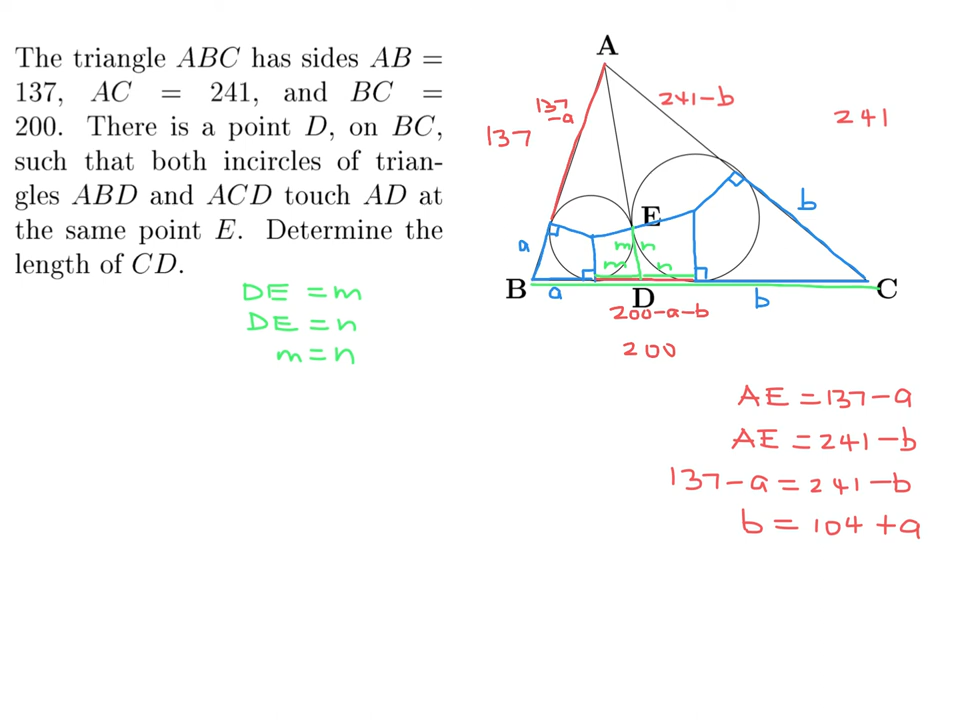 The triangle ABC has sides AB =
137, AC = 241, and BC =
200. There is a point D, on BC,
such that both incircles of trian-
gles ABD and ACD touch AD at
the same point E. Determine the
length of CD.
DE = m
DE = n
m = n
A
137
-a
241-b
241
137
b
E
a
m n
m n
B
a
D
b
C
200-a-b
200
AE = 137-a
AE = 241-b
137-a = 241-b
b = 104+a